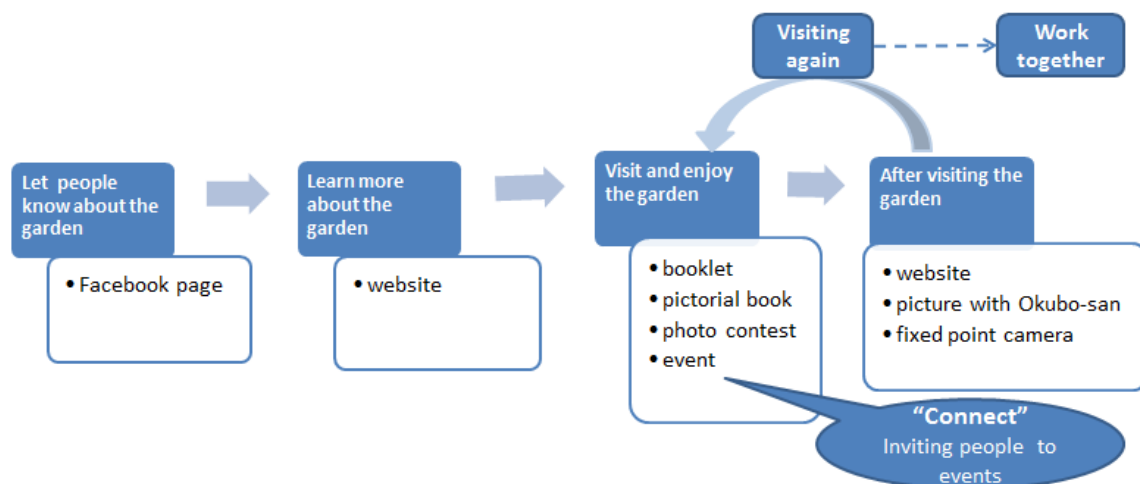 Visiting
again
Work
together
Let people
know about the
garden
• Facebook page
Learn more
about the
garden
• website
Visit and enjoy
the garden
• booklet
• pictorial book
• photo contest
• event
After visiting the
garden
• website
• picture with Okubo-san
• fixed point camera
“Connect”
Inviting people to
events